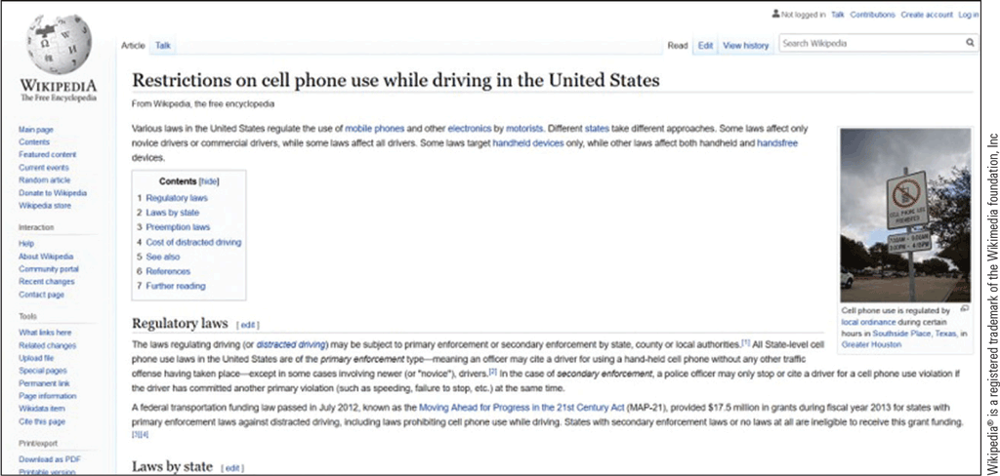 Not logged in Talk Contributions Create account Log in
WIKIPEDIA
The Free Encyclopedia
Article Talk
Read Edit View history
Search Wikipedia
Restrictions on cell phone use while driving in the United States
From Wikipedia, the free encyclopedia
Main page
Contents
Featured content
Current events
Random article
Donate to Wikipedia
Wikipedia store
Interaction
Help
About Wikipedia
Community portal
Recent changes
Contact page
Tools
What links here
Related changes
Upload file
Special pages
Permanent link
Page information
Wikidata item
Cite this page
Print/export
Download as PDF
Printable version
Various laws in the United States regulate the use of mobile phones and other electronics by motorists. Different states take different approaches. Some laws affect only
novice drivers or commercial drivers, while some laws affect all drivers. Some laws target handheld devices only, while other laws affect both handheld and handsfree
devices.
Contents [hide]
1 Regulatory laws
2 Laws by state
3 Preemption laws
4 Cost of distracted driving
5 See also
6 References
7 Further reading
CELL PHONE USE
PROHIBITED
Cell phone use is regulated by
local ordinance during certain
hours in Southside Place, Texas, in
Greater Houston
Regulatory laws [ edit ]
The laws regulating driving (or distracted driving) may be subject to primary enforcement or secondary enforcement by state, county or local authorities.[1] All State-level cell
phone use laws in the United States are of the primary enforcement type—meaning an officer may cite a driver for using a hand-held cell phone without any other traffic
offense having taken place—except in some cases involving newer (or "novice"), drivers.[2] In the case of secondary enforcement, a police officer may only stop or cite a driver for a cell phone use violation if
the driver has committed another primary violation (such as speeding, failure to stop, etc.) at the same time.
A federal transportation funding law passed in July 2012, known as the Moving Ahead for Progress in the 21st Century Act (MAP-21), provided $17.5 million in grants during fiscal year 2013 for states with
primary enforcement laws against distracted driving, including laws prohibiting cell phone use while driving. States with secondary enforcement laws or no laws at all are ineligible to receive this grant funding.
[3][4]
Laws by state [ edit ]
Wikipedia® is a registered trademark of the Wikimedia foundation, Inc